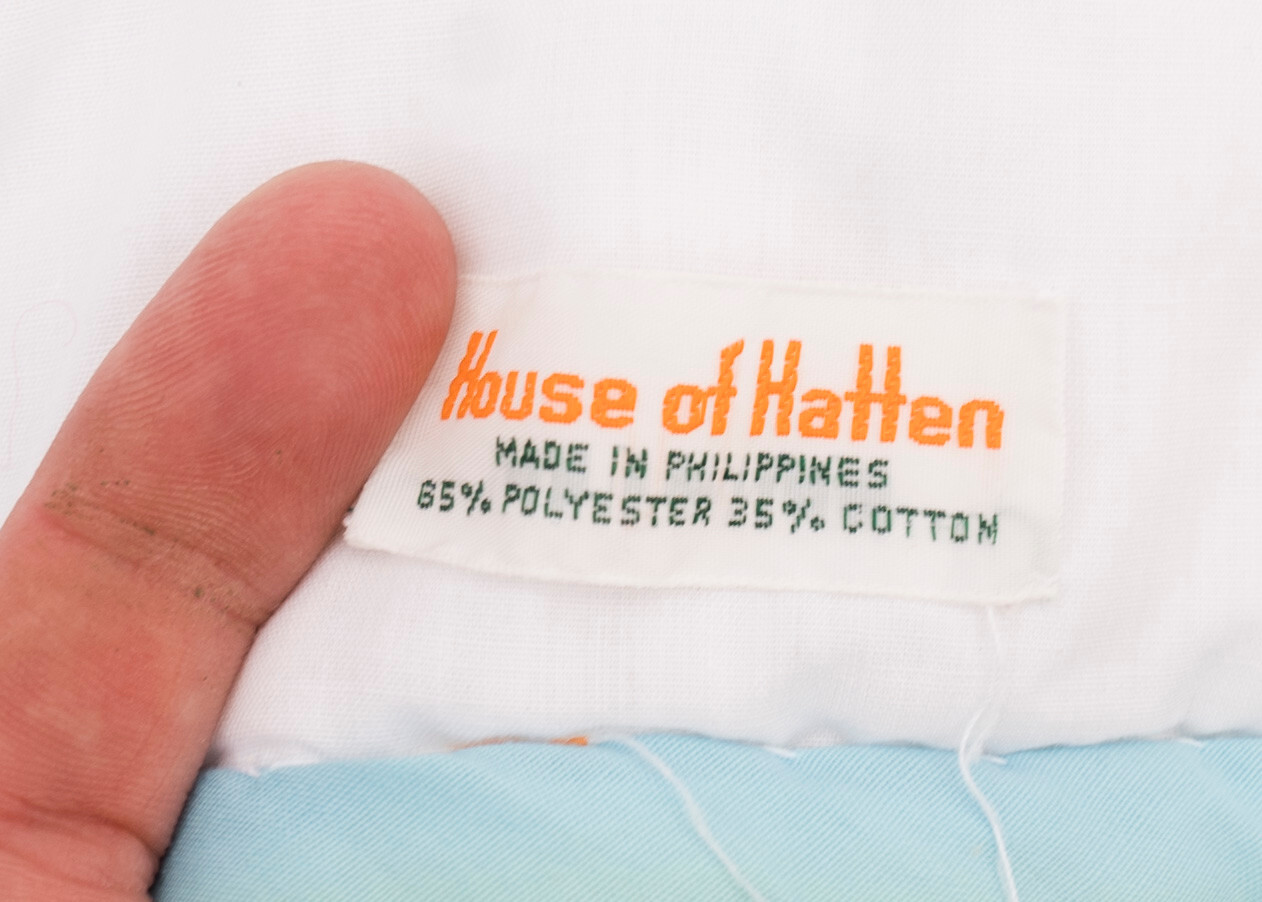 House of Hatten
MADE IN PHILIPPINES
65% POLYESTER 35% COTTON